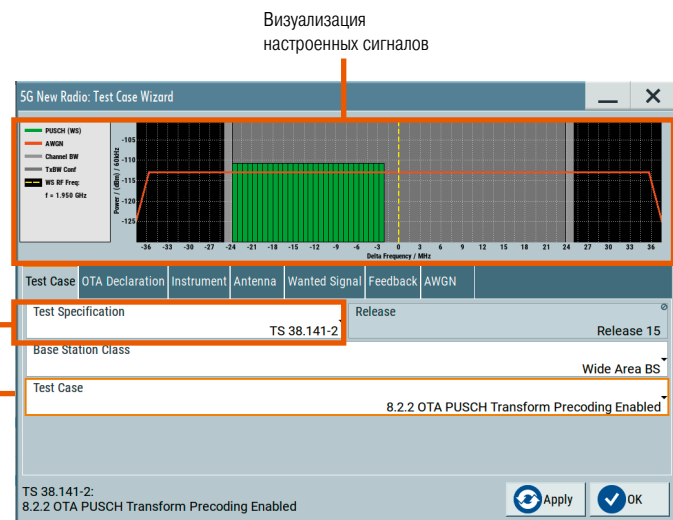 Визуализация
настроенных сигналов
5G New Radio: Test Case Wizard
PUSCH (WS)
AWGN
Channel BW
TxBW Conf
WS RF Freq:
f = 1.950 GHz
Power / (dBm) / 60kHz
-105
-110
-115
-120
-125
-36 -33 -30 -27 -24 -21 -18 -15 -12 -9 -6 -3 0 3 6 9 12 15 18 21 24 27 30 33 36
Delta Frequency / MHz
Test Case OTA Declaration Instrument Antenna Wanted Signal Feedback AWGN
Test Specification
TS 38.141-2
Release
Release 15
Base Station Class
Wide Area BS
Test Case
8.2.2 OTA PUSCH Transform Precoding Enabled
TS 38.141-2:
8.2.2 OTA PUSCH Transform Precoding Enabled
Apply
OK